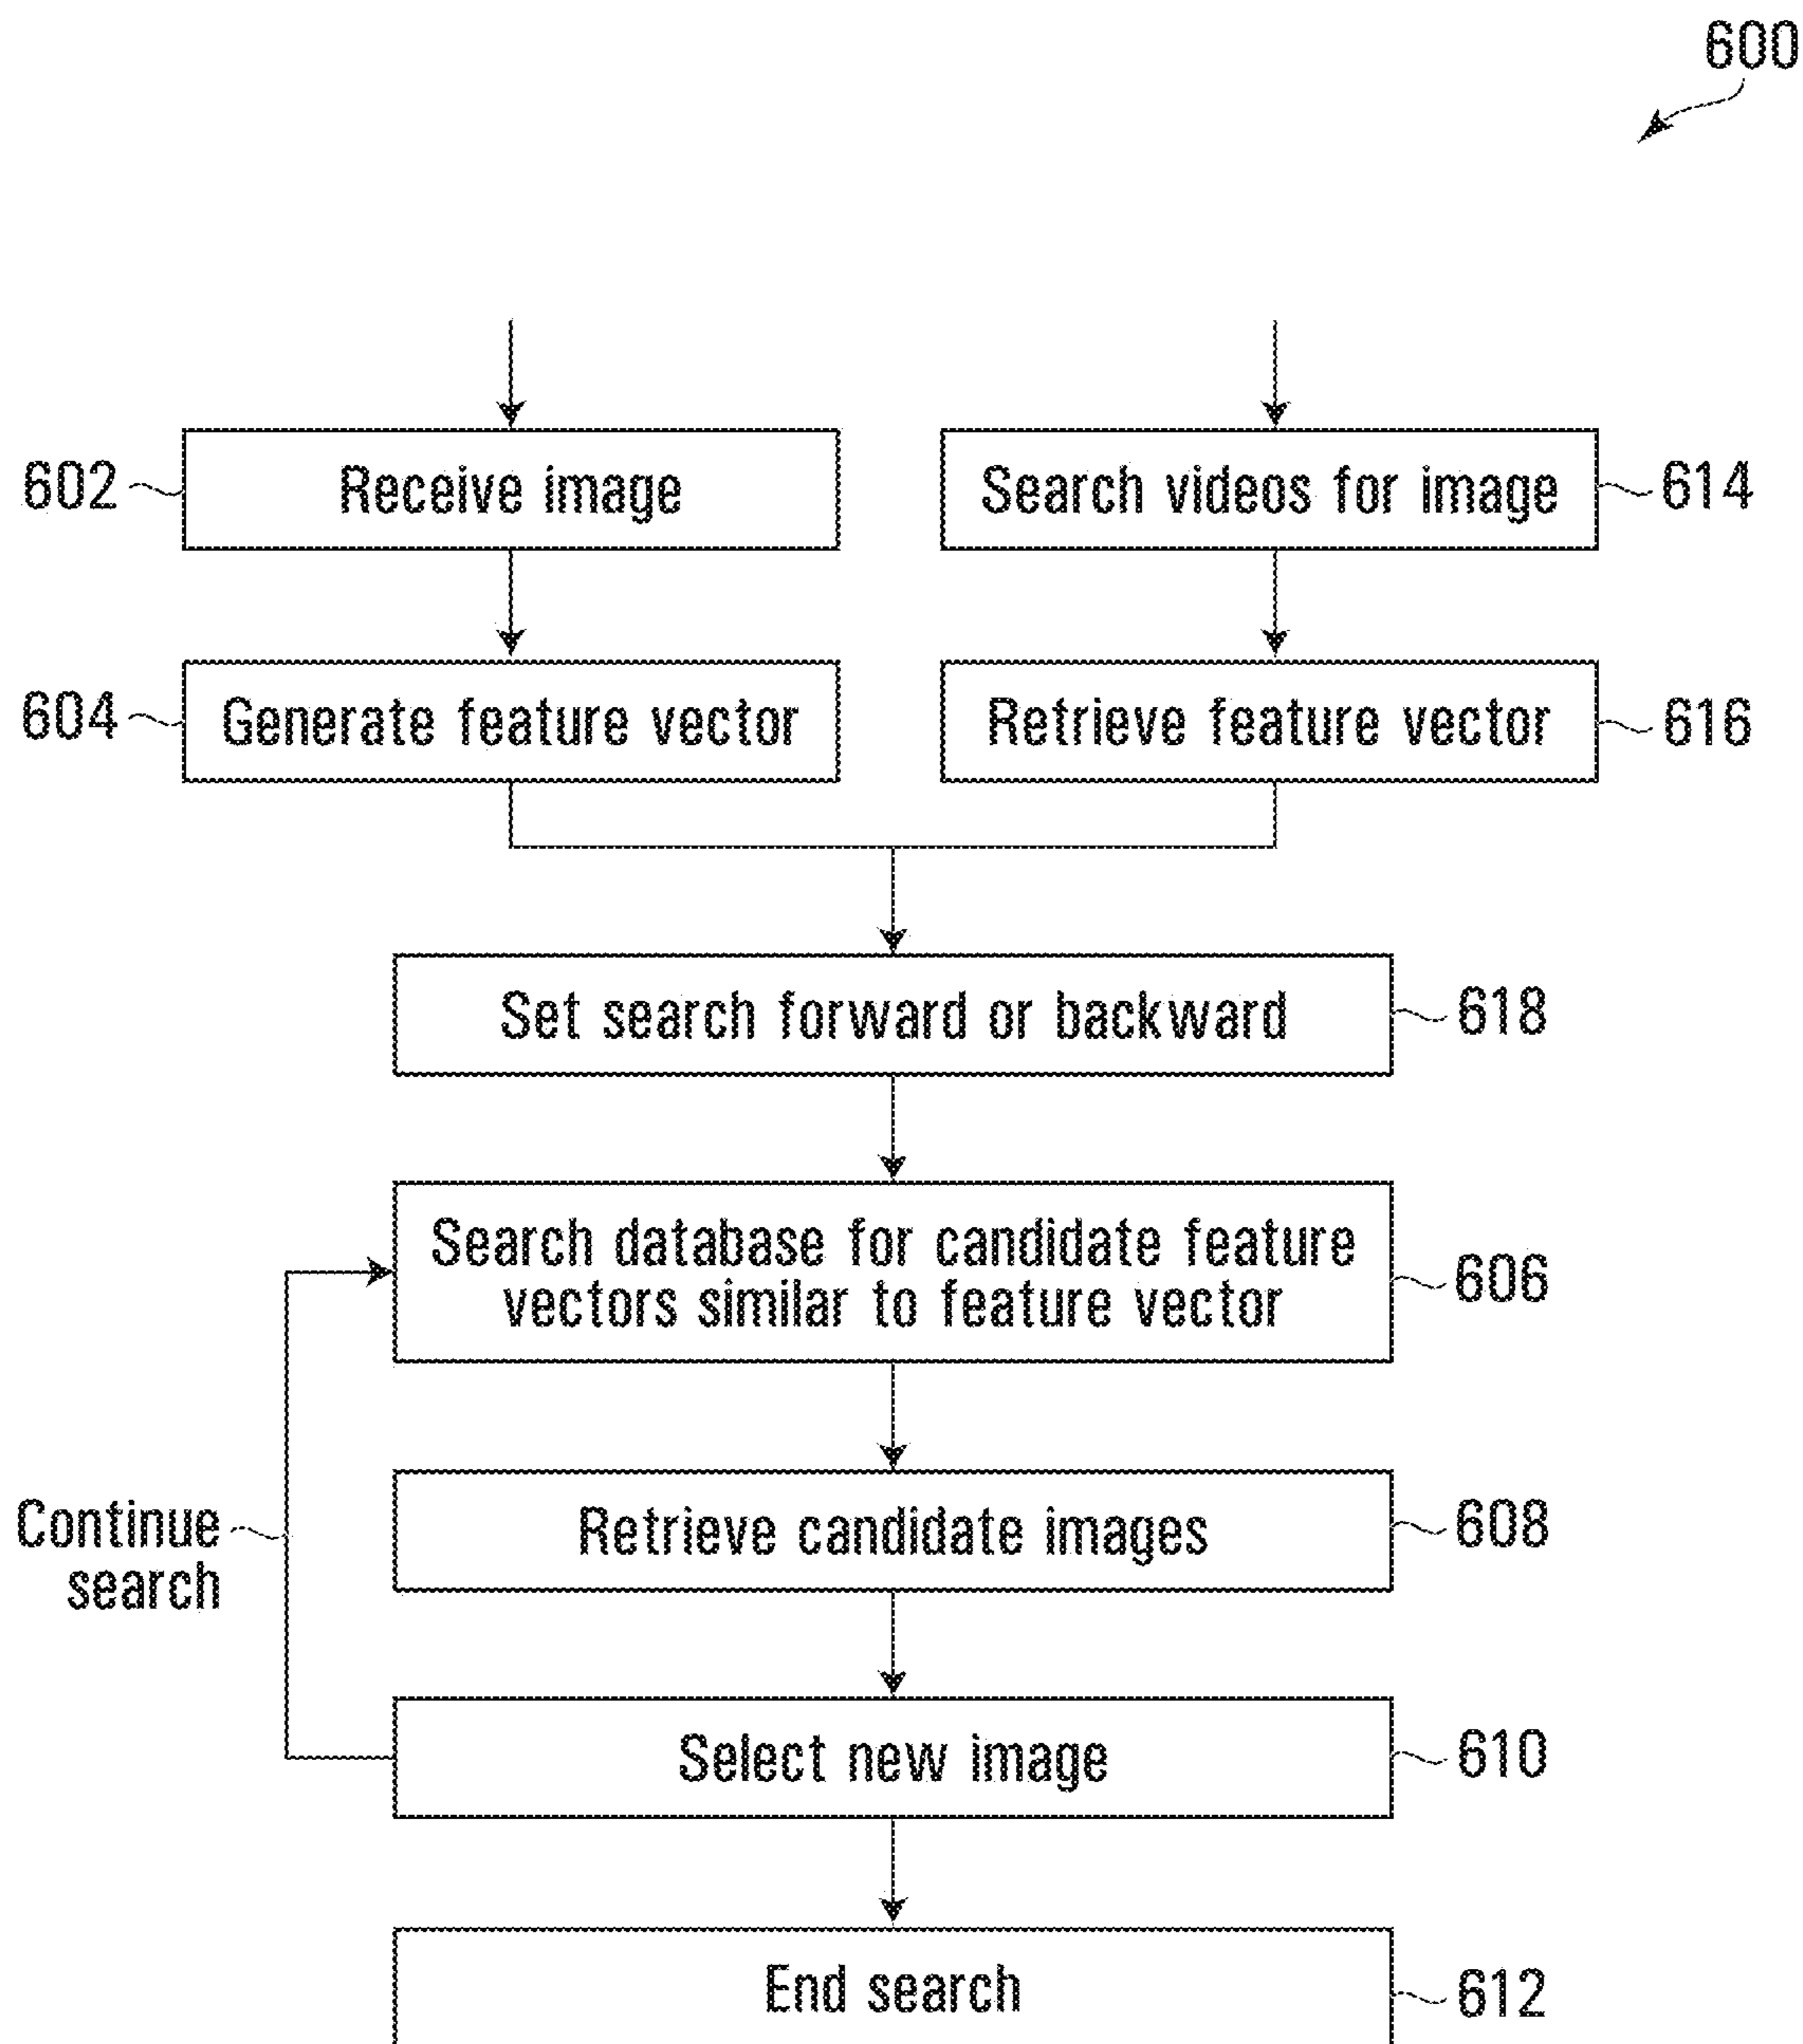 600
602
Receive image
Search videos for image
614
604
Generate feature vector
Retrieve feature vector
616
Set search forward or backward
618
Search database for candidate feature
vectors similar to feature vector
606
Continue
search
Retrieve candidate images
608
Select new image
610
End search
612